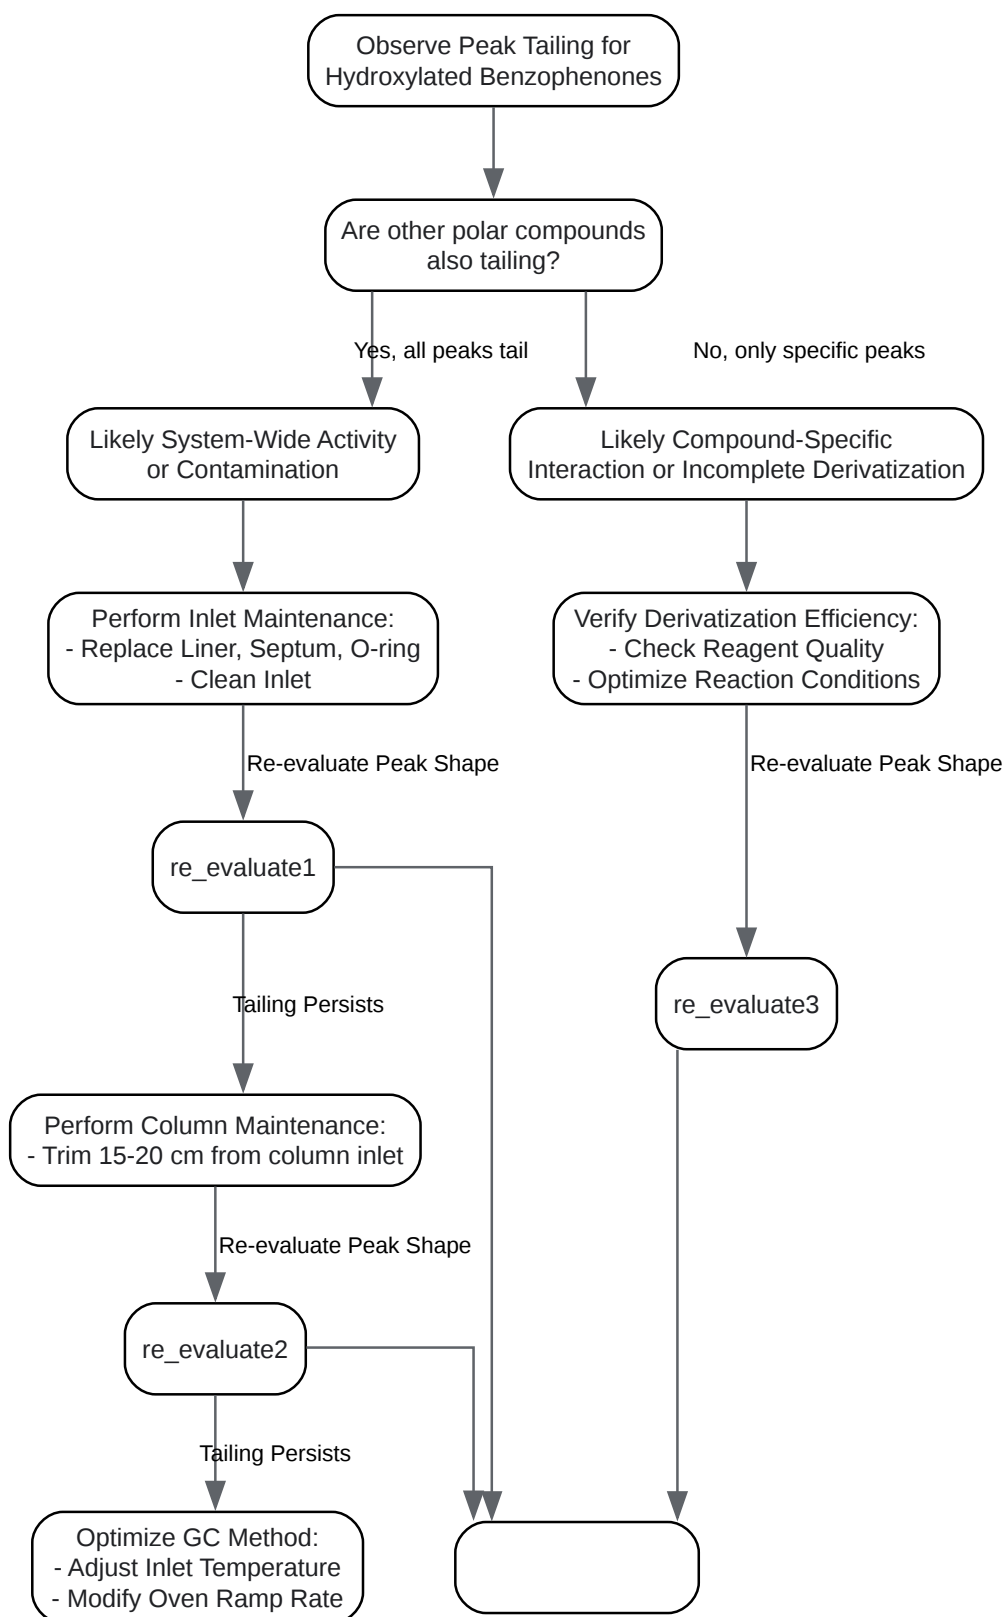 Observe Peak Tailing for
Hydroxylated Benzophenones
Are other polar compounds
also tailing?
Yes, all peaks tail
No, only specific peaks
Likely System-Wide Activity
or Contamination
Likely Compound-Specific
Interaction or Incomplete Derivatization
Perform Inlet Maintenance:
- Replace Liner, Septum, O-ring
- Clean Inlet
Verify Derivatization Efficiency:
- Check Reagent Quality
- Optimize Reaction Conditions
Re-evaluate Peak Shape
Re-evaluate Peak Shape
re_evaluate1
Tailing Persists
re_evaluate3
Perform Column Maintenance:
- Trim 15-20 cm from column inlet
Re-evaluate Peak Shape
re_evaluate2
Tailing Persists
Optimize GC Method:
- Adjust Inlet Temperature
- Modify Oven Ramp Rate